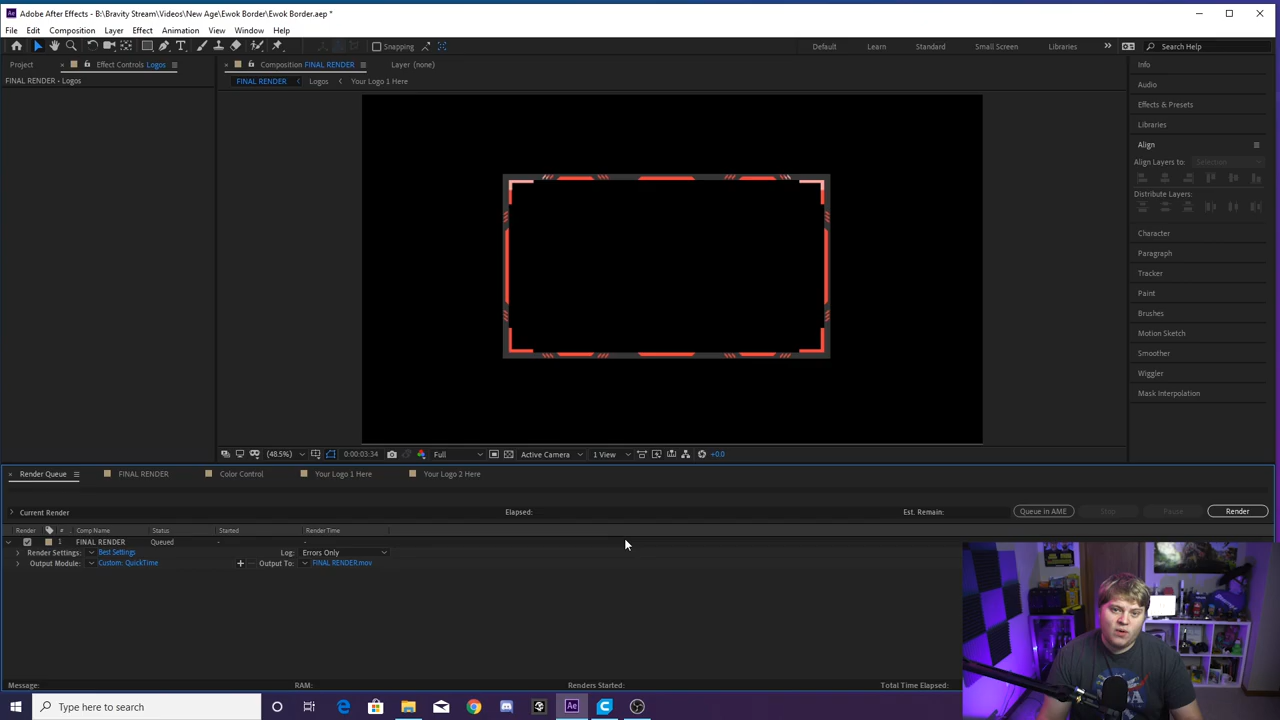 Adobe After Effects - B:\Bravity Stream\Videos\New Age\Ewok Border\Ewok Border.aep *
File Edit Composition Layer Effect Animation View Window Help
Snapping Default Learn Standard Small Screen Libraries Search Help
Project Effect Controls Logos Composition FINAL RENDER Layer (none) Info
FINAL RENDER • Logos FINAL RENDER Logos Your Logo 1 Here Audio
Effects & Presets
Libraries
Align
Align Layers to: Selection
Distribute Layers:
Character
Paragraph
Tracker
Paint
Brushes
Motion Sketch
Smoother
Wiggler
Mask Interpolation
(48.5%) 0:00:03:34 Full Active Camera 1 View +0.0
Render Queue FINAL RENDER Color Control Your Logo 1 Here Your Logo 2 Here
Current Render Elapsed: Est. Remain: Queue in AME Stop Pause Render
Render # Comp Name Status Started Render Time
1 FINAL RENDER Queued - -
Render Settings: Best Settings Log: Errors Only
Output Module: Custom: QuickTime Output To: FINAL RENDER.mov
Message: RAM: Renders Started: Total Time Elapsed:
Type here to search